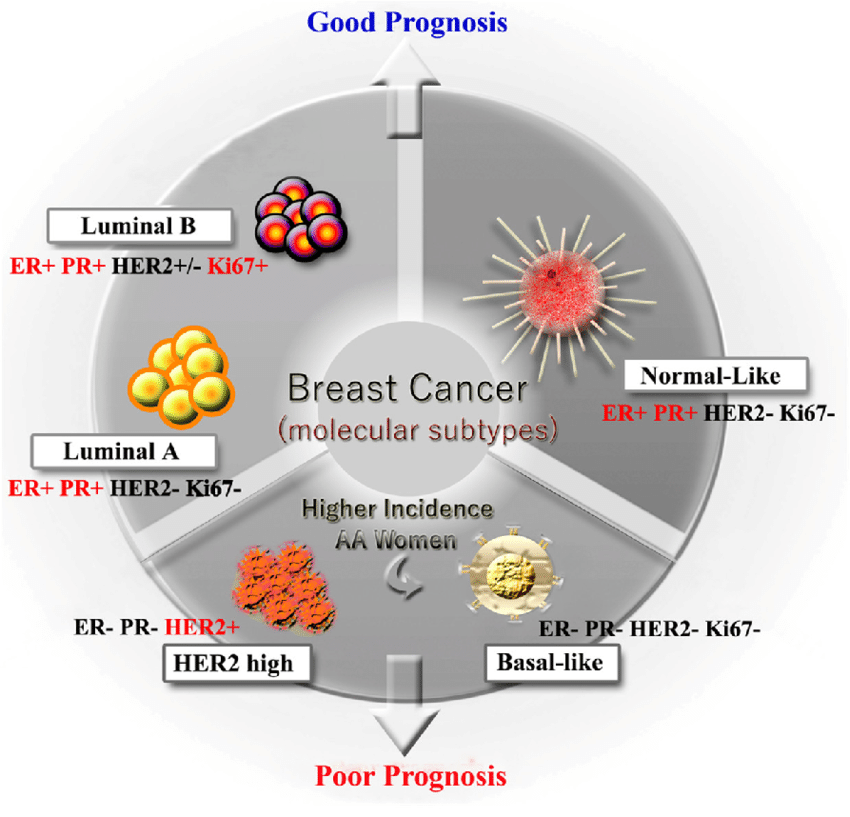 Good Prognosis
Luminal B
ER+ PR+ HER2+/- Ki67+
Normal-Like
ER+ PR+ HER2- Ki67-
Breast Cancer
(molecular subtypes)
Luminal A
ER+ PR+ HER2- Ki67-
Higher Incidence
AA Women
ER- PR- HER2+
HER2 high
ER- PR- HER2- Ki67-
Basal-like
Poor Prognosis